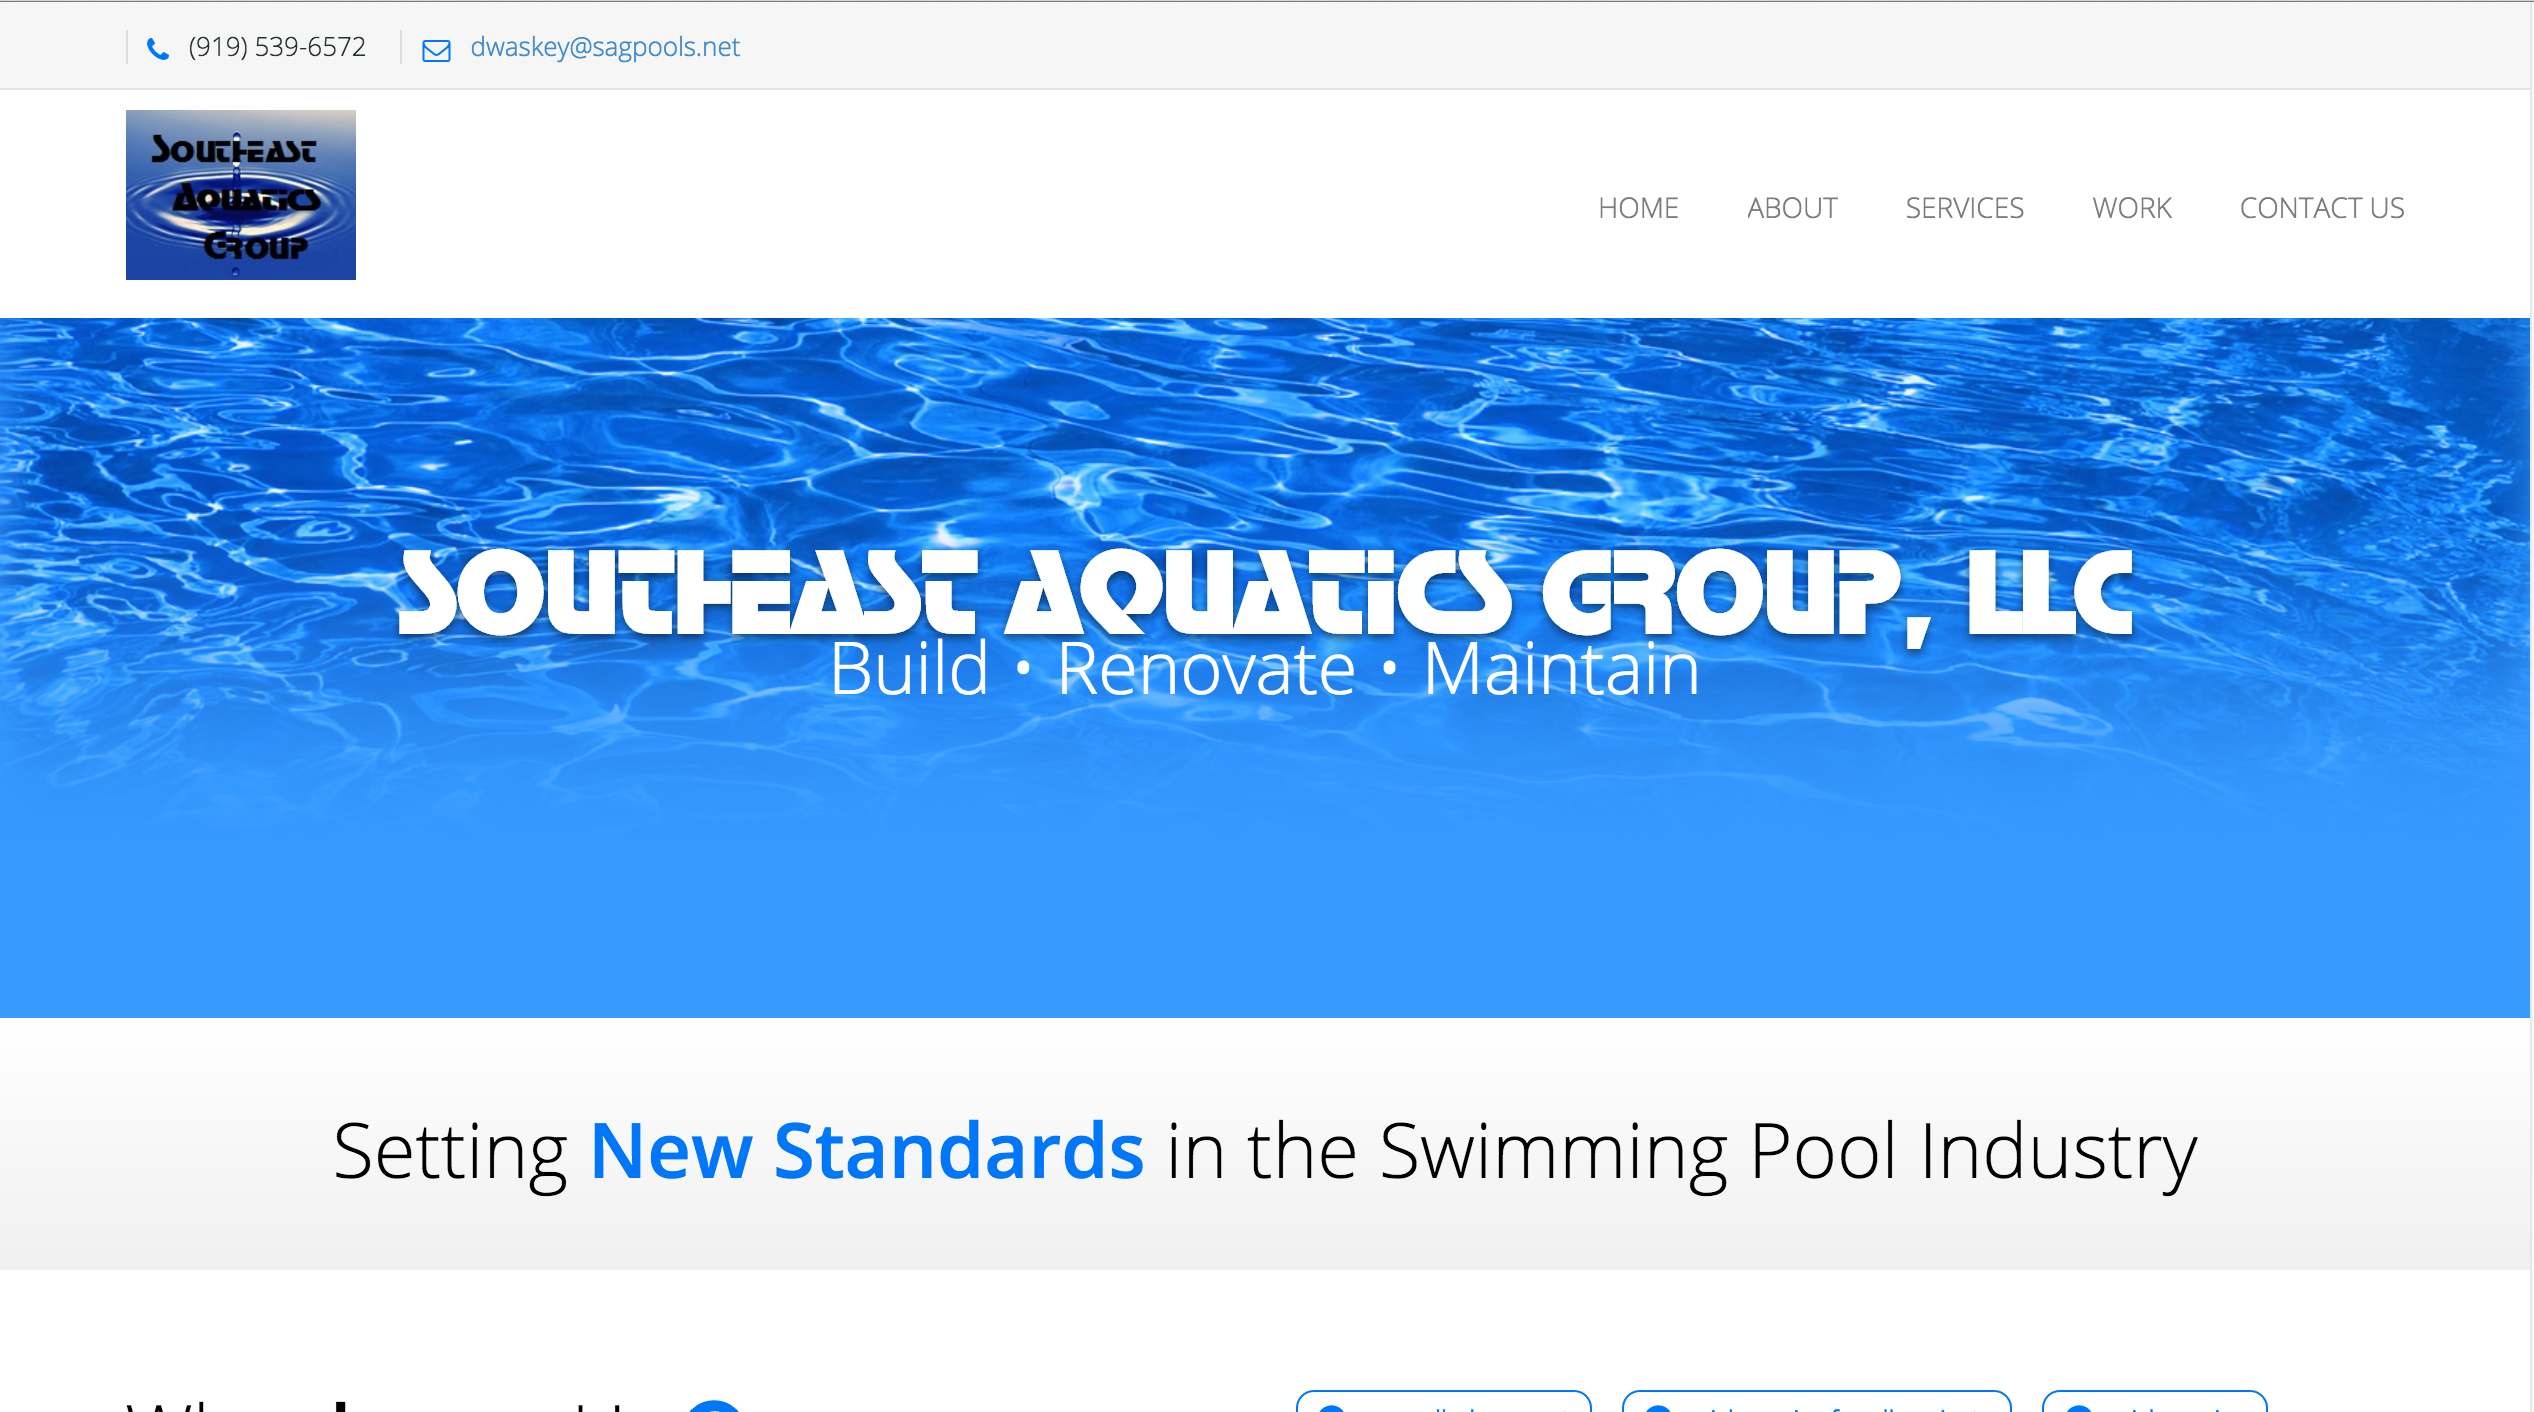 (919) 539-6572
dwaskey@sagpools.net
Southeast
Aquatics
Group
HOME ABOUT SERVICES WORK CONTACT US
SOUTHEAST AQUATICS GROUP, LLC
Build • Renovate • Maintain
Setting New Standards in the Swimming Pool Industry